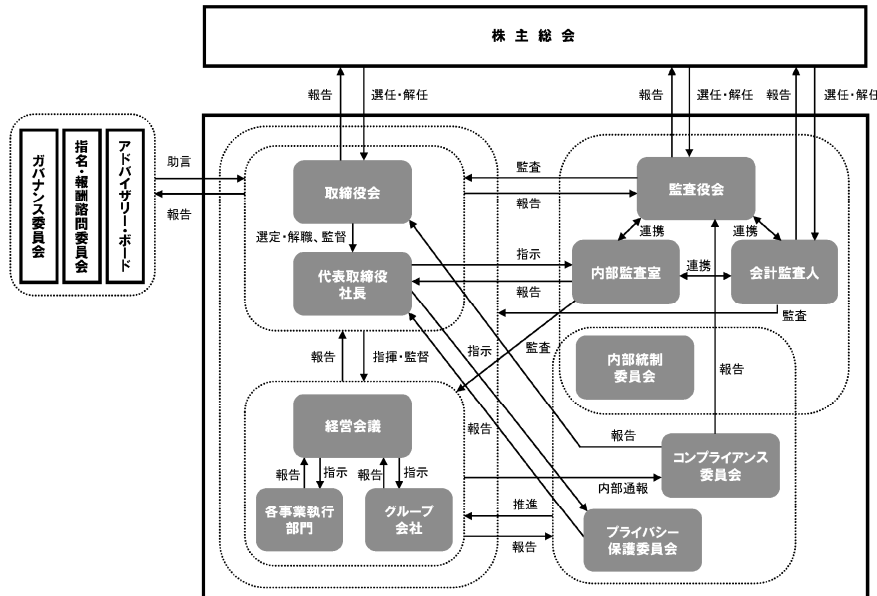 株主総会
報告
選任・解任
報告
選任・解任
報告
選任・解任
ガバナンス委員会
指名・報酬諮問委員会
アドバイザリー・ボード
助言
報告
取締役会
監査
報告
監査役会
選定・解職、監督
連携
連携
代表取締役
社長
指示
報告
内部監査室
連携
会計監査人
監査
報告
指揮・監督
指示
監査
内部統制
委員会
報告
経営会議
報告
報告
コンプライアンス
委員会
報告
指示
報告
指示
内部通報
各事業執行
部門
グループ
会社
推進
報告
プライバシー
保護委員会